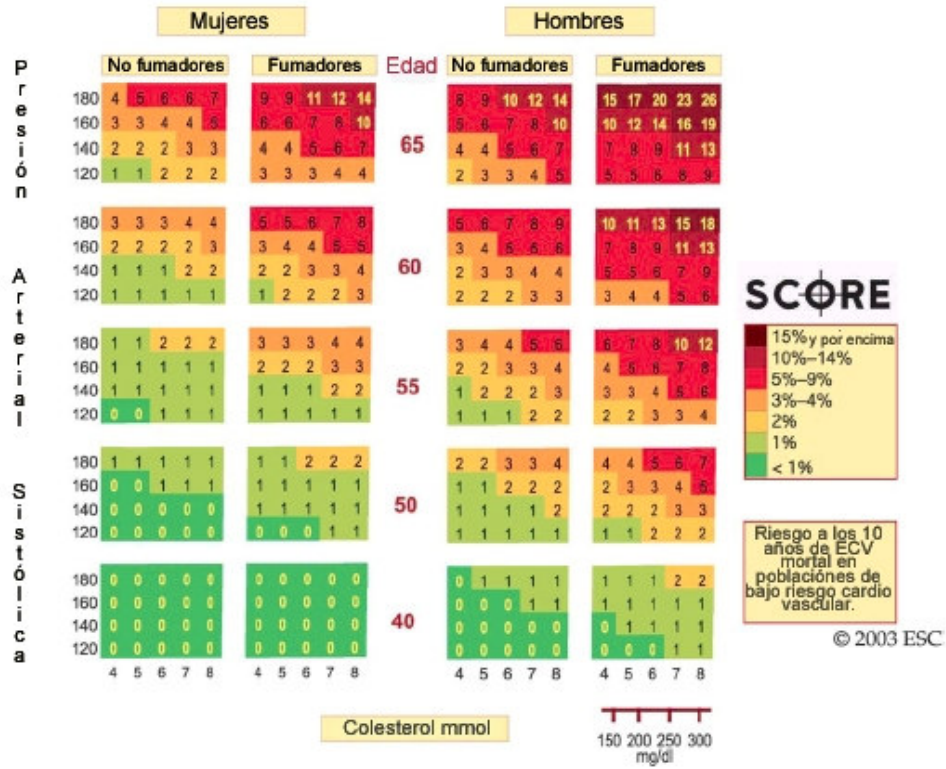 Mujeres Hombres
Presión Arterial Sistólica
No fumadores Fumadores Edad No fumadores Fumadores
180 4 5 6 6 7 9 9 11 12 14 8 9 10 12 14 15 17 20 23 26
160 3 3 4 4 5 6 6 7 8 10 5 6 7 8 10 10 12 14 16 19
65
140 2 2 2 3 3 4 4 5 6 7 4 4 5 6 7 7 8 9 11 13
120 1 1 2 2 2 3 3 3 4 4 2 3 3 4 5 5 5 6 8 9
180 3 3 3 4 4 5 5 6 7 8 5 6 7 8 9 10 11 13 15 18
160 2 2 2 2 3 3 4 4 5 5 3 4 5 5 6 7 8 9 11 13
60
140 1 1 1 2 2 2 2 3 3 4 2 3 3 4 4 5 5 6 7 9
120 1 1 1 1 1 1 2 2 2 3 2 2 2 3 3 3 4 4 5 6
180 1 1 2 2 2 3 3 3 4 4 3 4 4 5 6 6 7 8 10 12
160 1 1 1 1 1 2 2 2 3 3 2 2 3 3 4 4 5 6 7 8
55
140 1 1 1 1 1 1 1 1 2 2 1 2 2 2 3 3 3 4 5 6
120 0 0 1 1 1 1 1 1 1 1 1 1 1 2 2 2 2 3 3 4
180 1 1 1 1 1 1 1 2 2 2 2 2 3 3 4 4 4 5 6 7
160 0 0 1 1 1 1 1 1 1 1 1 1 2 2 2 2 3 3 4 5
50
140 0 0 0 0 0 1 1 1 1 1 1 1 1 1 2 2 2 2 3 3
120 0 0 0 0 0 0 0 0 1 1 1 1 1 1 1 1 1 2 2 2
180 0 0 0 0 0 0 0 0 0 0 0 1 1 1 1 1 1 1 2 2
160 0 0 0 0 0 0 0 0 0 0 0 0 0 1 1 1 1 1 1 1
40
140 0 0 0 0 0 0 0 0 0 0 0 0 0 0 0 0 1 1 1 1
120 0 0 0 0 0 0 0 0 0 0 0 0 0 0 0 0 0 0 1 1
4 5 6 7 8 4 5 6 7 8 4 5 6 7 8 4 5 6 7 8
Colesterol mmol
150 200 250 300
mg/dl
SCORE
15% y por encima
10%–14%
5%–9%
3%–4%
2%
1%
< 1%
Riesgo a los 10
años de ECV
mortal en
poblaciónes de
bajo riesgo cardio
vascular.
© 2003 ESC